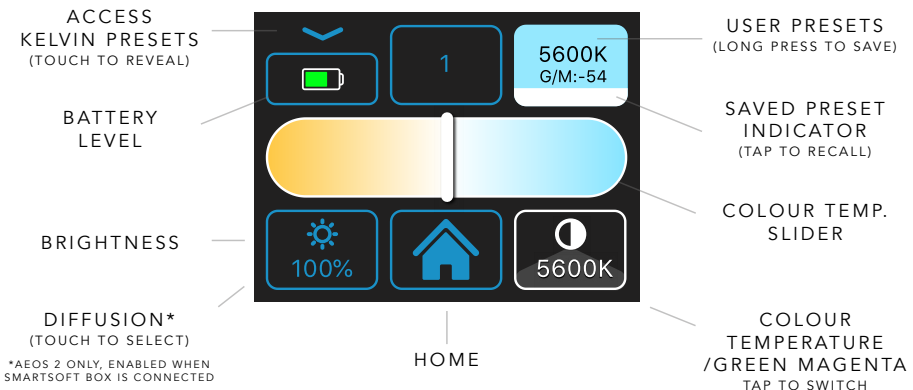 ACCESS
KELVIN PRESETS
(TOUCH TO REVEAL)
BATTERY
LEVEL
BRIGHTNESS
DIFFUSION*
(TOUCH TO SELECT)
*AEOS 2 ONLY, ENABLED WHEN
SMARTSOFT BOX IS CONNECTED
1
5600K
G/M:-54
100%
5600K
HOME
USER PRESETS
(LONG PRESS TO SAVE)
SAVED PRESET
INDICATOR
(TAP TO RECALL)
COLOUR TEMP.
SLIDER
COLOUR
TEMPERATURE
/GREEN MAGENTA
TAP TO SWITCH